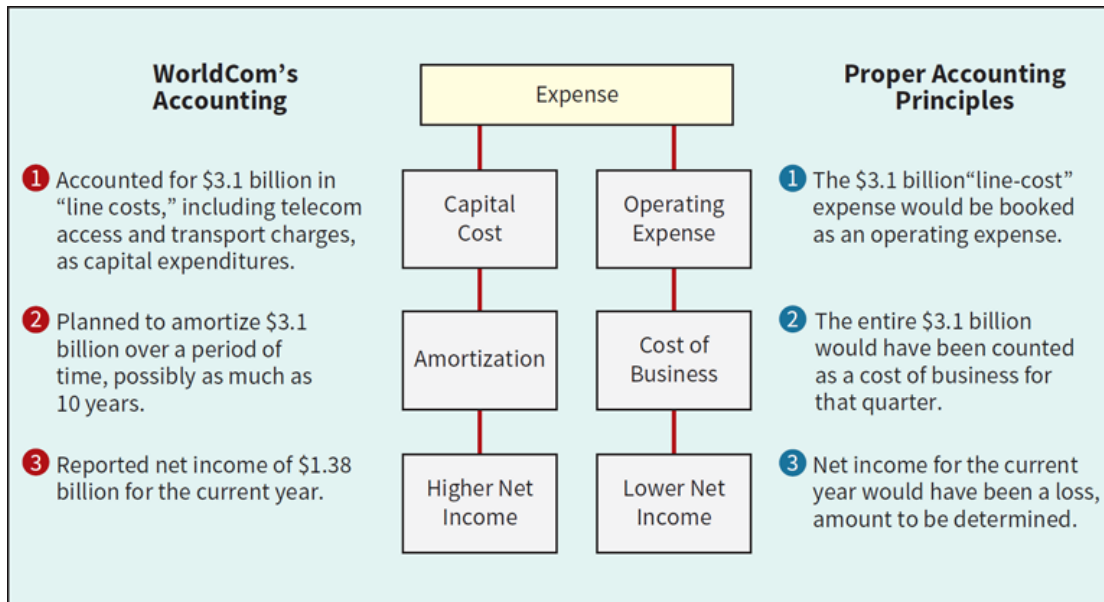 WorldCom’s
Accounting
1 Accounted for $3.1 billion in
“line costs,” including telecom
access and transport charges,
as capital expenditures.
2 Planned to amortize $3.1
billion over a period of
time, possibly as much as
10 years.
3 Reported net income of $1.38
billion for the current year.
Expense
Capital
Cost
Operating
Expense
Amortization
Cost of
Business
Higher Net
Income
Lower Net
Income
Proper Accounting
Principles
1 The $3.1 billion“line-cost”
expense would be booked
as an operating expense.
2 The entire $3.1 billion
would have been counted
as a cost of business for
that quarter.
3 Net income for the current
year would have been a loss,
amount to be determined.